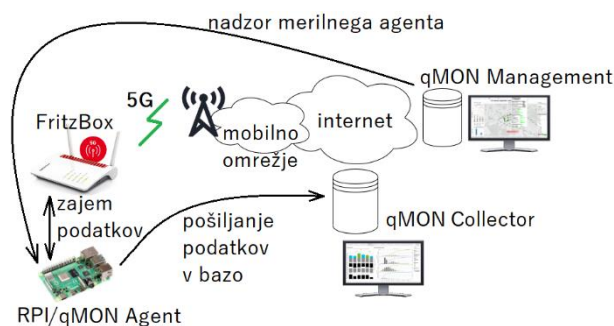 nadzor merilnega agenta
qMON Management
5G
FritzBox
internet
mobilno
omrežje
zajem
podatkov
pošiljanje
podatkov
v bazo
qMON Collector
RPI/qMON Agent